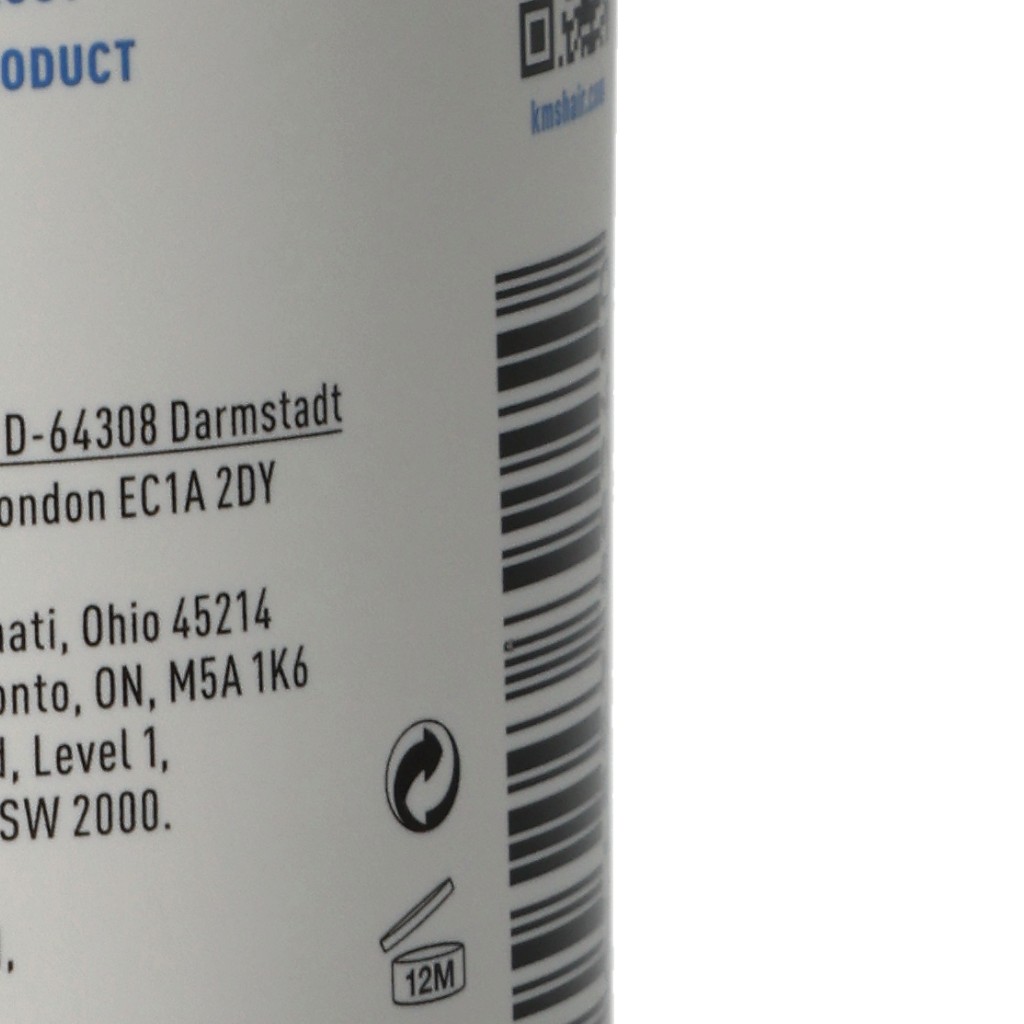 ODUCT
kmshair.com
D-64308 Darmstadt
ondon EC1A 2DY
ati, Ohio 45214
onto, ON, M5A 1K6
, Level 1,
SW 2000.
12M